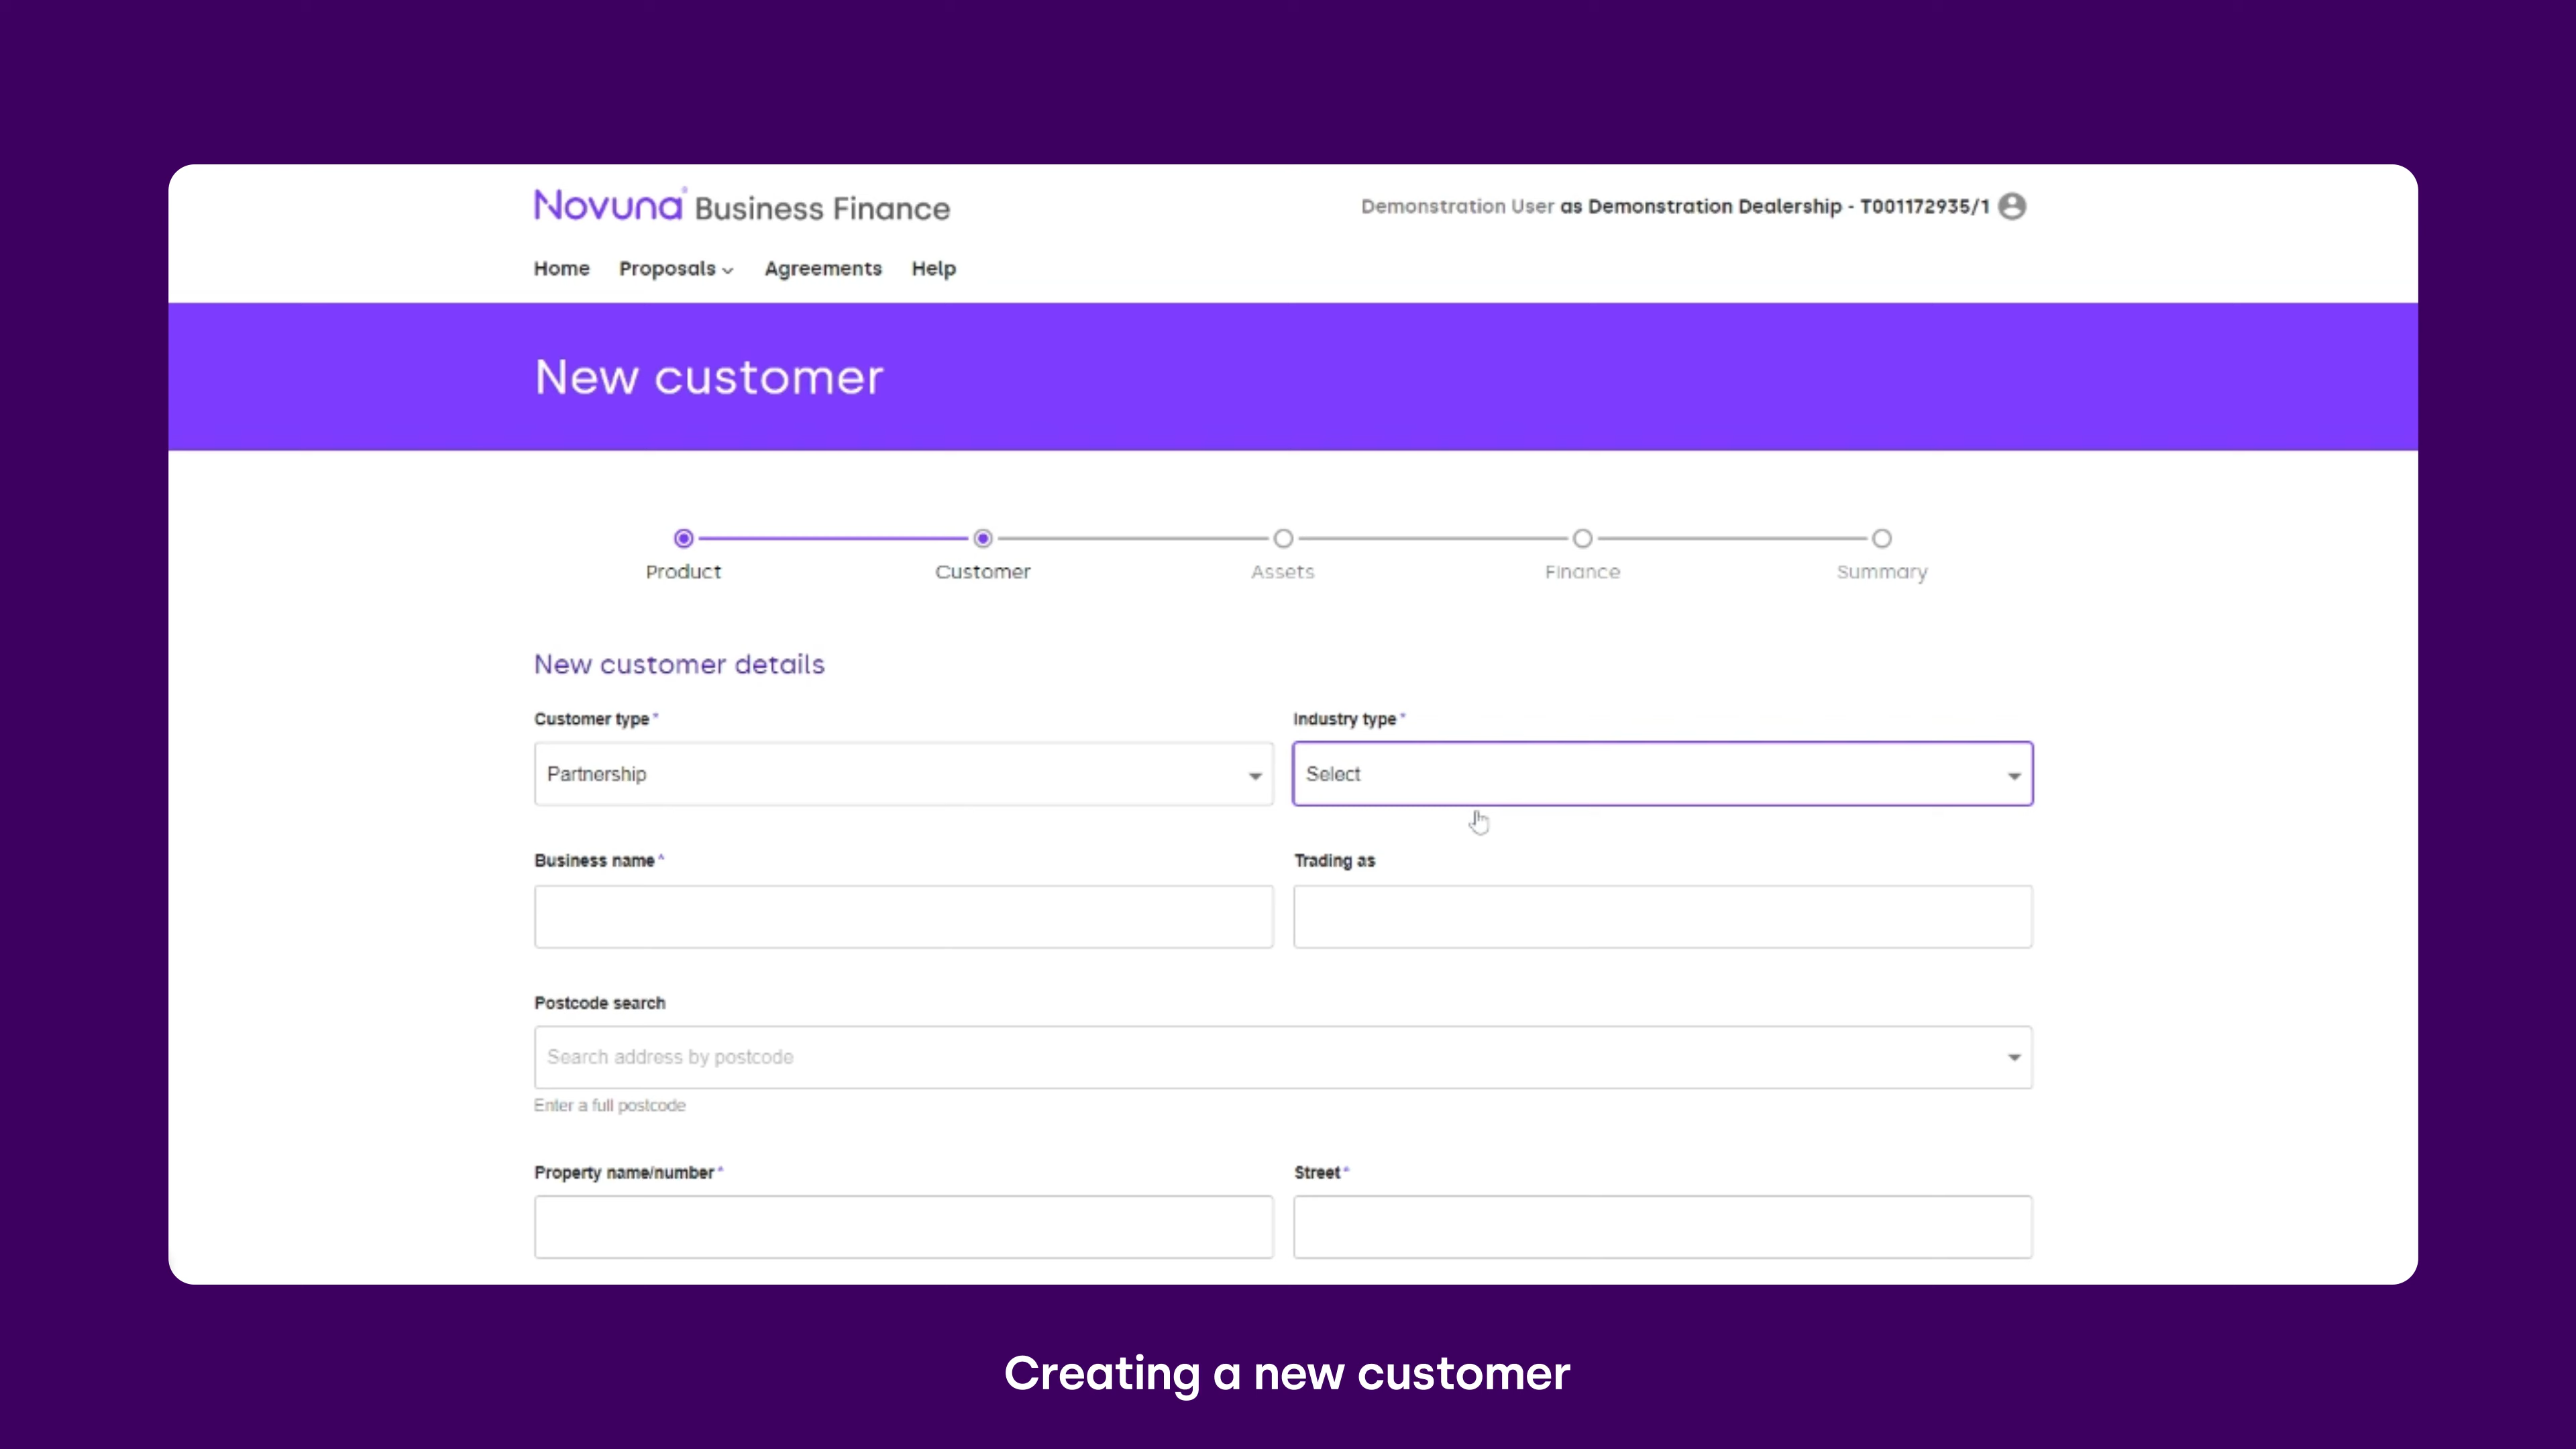 Novuna® Business Finance
Demonstration User as Demonstration Dealership - T001172935/1
Home Proposals Agreements Help
New customer
Product Customer Assets Finance Summary
New customer details
Customer type * Industry type *
Partnership Select
Business name * Trading as
Postcode search
Search address by postcode
Enter a full postcode
Property name/number * Street *
Creating a new customer